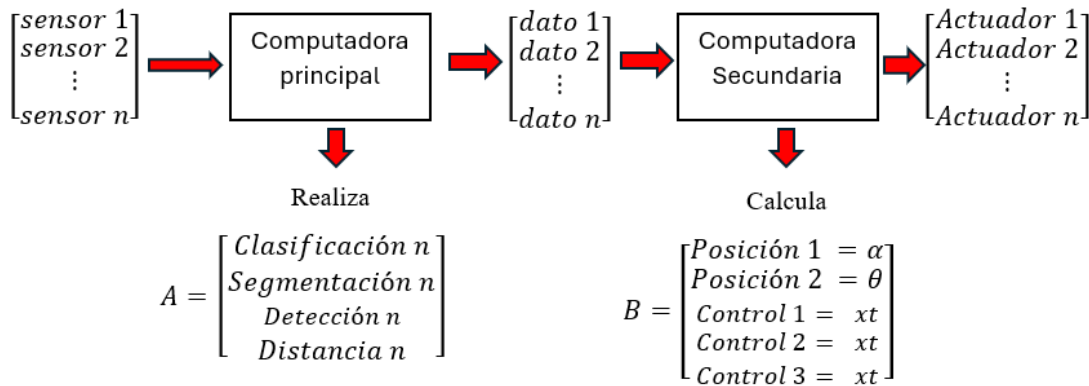 sensor 1
sensor 2
⋮
sensor n
Computadora
principal
dato 1
dato 2
⋮
dato n
Computadora
Secundaria
Actuador 1
Actuador 2
⋮
Actuador n
Realiza
Calcula
A =
Clasificación n
Segmentación n
Detección n
Distancia n
B =
Posición 1 = α
Posición 2 = θ
Control 1 = xt
Control 2 = xt
Control 3 = xt